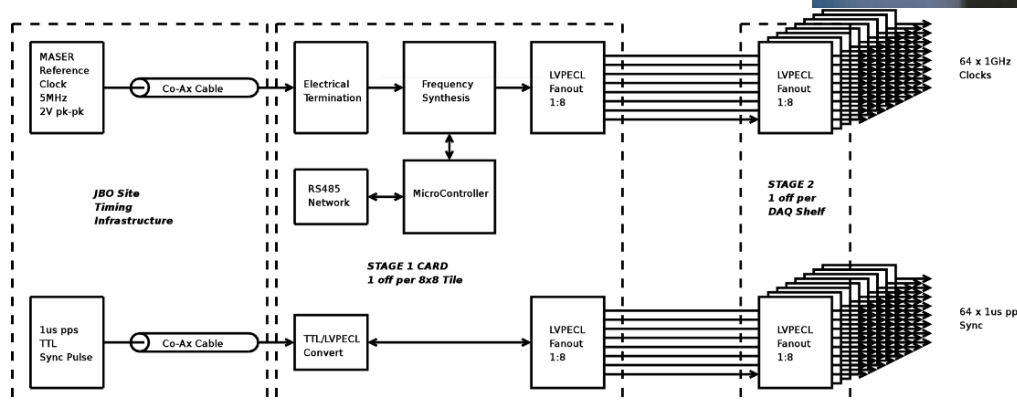 MASER
Reference
Clock
5MHz
2V pk-pk
Co-Ax Cable
Electrical
Termination
Frequency
Synthesis
LVPECL
Fanout
1:8
LVPECL
Fanout
1:8
64 x 1GHz
Clocks
RS485
Network
MicroController
JBO Site
Timing
Infrastructure
STAGE 2
1 off per
DAQ Shelf
STAGE 1 CARD
1 off per 8x8 Tile
1us pps
TTL
Sync Pulse
Co-Ax Cable
TTL/LVPECL
Convert
LVPECL
Fanout
1:8
LVPECL
Fanout
1:8
64 x 1us pp
Sync